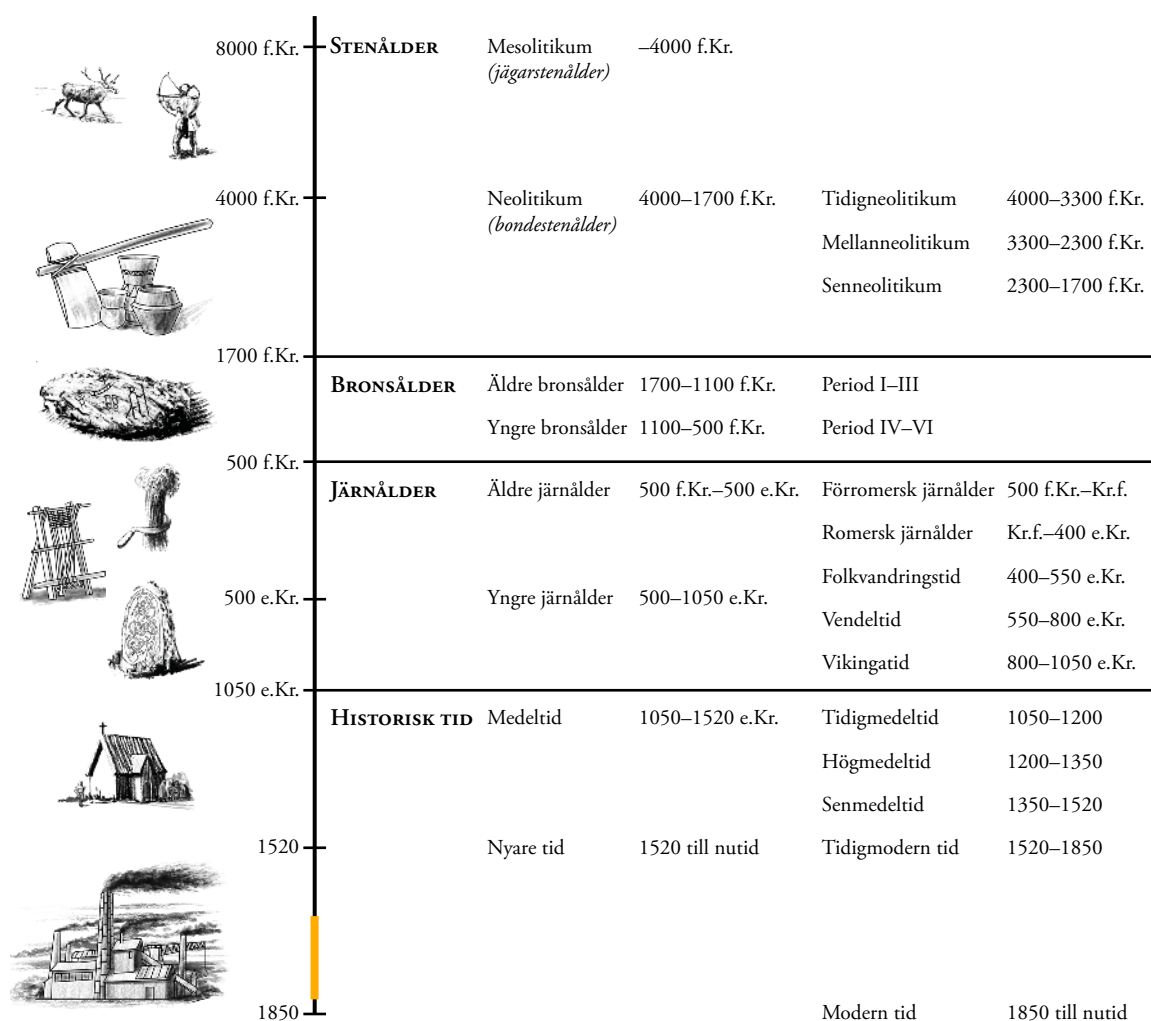 8000 f.Kr. STENÅLDER Mesolitikum –4000 f.Kr.
(jägarstenålder)
4000 f.Kr. Neolitikum 4000–1700 f.Kr. Tidigneolitikum 4000–3300 f.Kr.
(bondestenålder)
Mellanneolitikum 3300–2300 f.Kr.
Senneolitikum 2300–1700 f.Kr.
1700 f.Kr.
BRONSÅLDER Äldre bronsålder 1700–1100 f.Kr. Period I–III
Yngre bronsålder 1100–500 f.Kr. Period IV–VI
500 f.Kr.
JÄRNÅLDER Äldre järnålder 500 f.Kr.–500 e.Kr. Förromersk järnålder 500 f.Kr.–Kr.f.
Romersk järnålder Kr.f.–400 e.Kr.
Folkvandringstid 400–550 e.Kr.
500 e.Kr. Yngre järnålder 500–1050 e.Kr.
Vendeltid 550–800 e.Kr.
Vikingatid 800–1050 e.Kr.
1050 e.Kr.
HISTORISK TID Medeltid 1050–1520 e.Kr. Tidigmedeltid 1050–1200
Högmedeltid 1200–1350
Senmedeltid 1350–1520
1520 Nyare tid 1520 till nutid Tidigmodern tid 1520–1850
1850 Modern tid 1850 till nutid